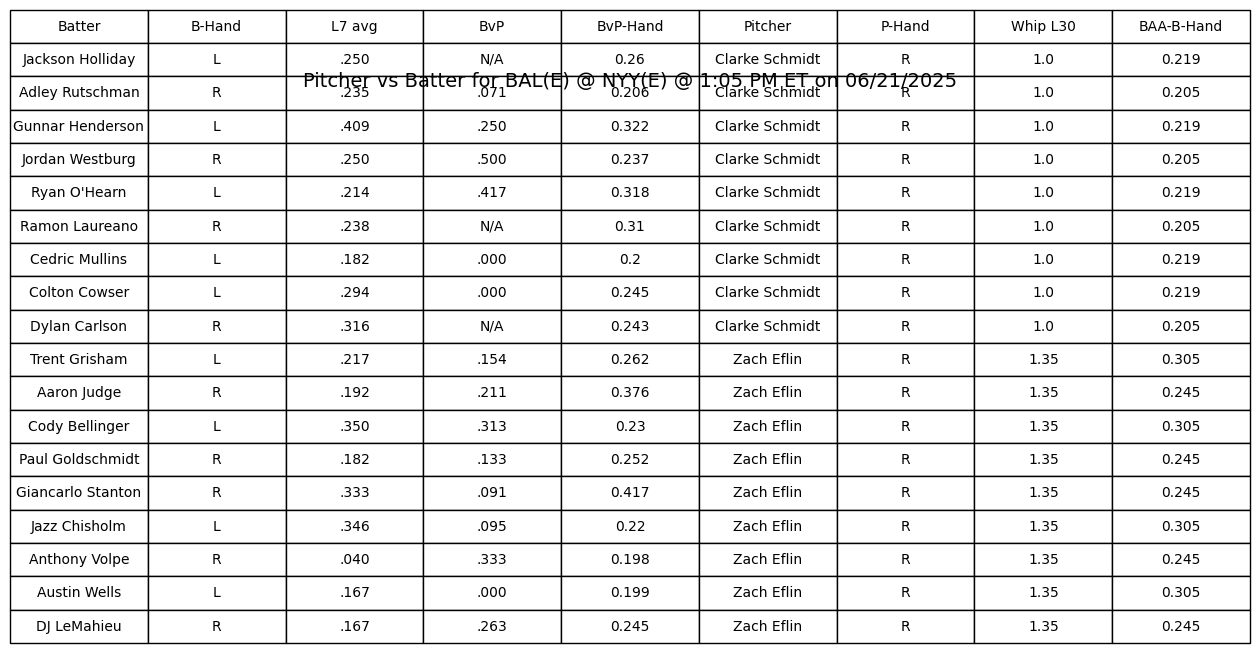 Batter B-Hand L7 avg BvP BvP-Hand Pitcher P-Hand Whip L30 BAA-B-Hand
Jackson Holliday L .250 N/A 0.26 Clarke Schmidt R 1.0 0.219
Pitcher vs Batter for BAL(E) @ NYY(E) @ 1:05 PM ET on 06/21/2025
Adley Rutschman R .235 .071 0.206 Clarke Schmidt R 1.0 0.205
Gunnar Henderson L .409 .250 0.322 Clarke Schmidt R 1.0 0.219
Jordan Westburg R .250 .500 0.237 Clarke Schmidt R 1.0 0.205
Ryan O'Hearn L .214 .417 0.318 Clarke Schmidt R 1.0 0.219
Ramon Laureano R .238 N/A 0.31 Clarke Schmidt R 1.0 0.205
Cedric Mullins L .182 .000 0.2 Clarke Schmidt R 1.0 0.219
Colton Cowser L .294 .000 0.245 Clarke Schmidt R 1.0 0.219
Dylan Carlson R .316 N/A 0.243 Clarke Schmidt R 1.0 0.205
Trent Grisham L .217 .154 0.262 Zach Eflin R 1.35 0.305
Aaron Judge R .192 .211 0.376 Zach Eflin R 1.35 0.245
Cody Bellinger L .350 .313 0.23 Zach Eflin R 1.35 0.305
Paul Goldschmidt R .182 .133 0.252 Zach Eflin R 1.35 0.245
Giancarlo Stanton R .333 .091 0.417 Zach Eflin R 1.35 0.245
Jazz Chisholm L .346 .095 0.22 Zach Eflin R 1.35 0.305
Anthony Volpe R .040 .333 0.198 Zach Eflin R 1.35 0.245
Austin Wells L .167 .000 0.199 Zach Eflin R 1.35 0.305
DJ LeMahieu R .167 .263 0.245 Zach Eflin R 1.35 0.245